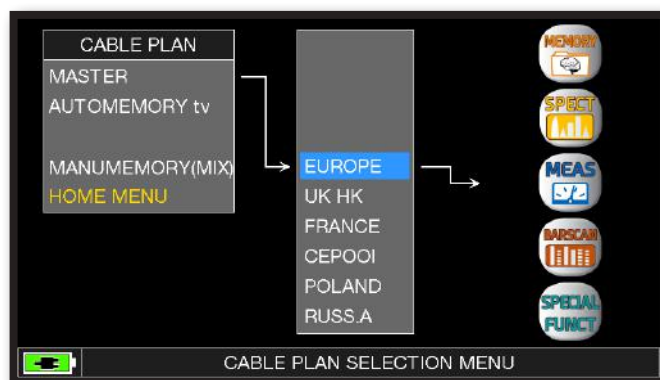 CABLE PLAN
MASTER
AUTOMEMORY tv
MANUMEMORY(MIX)
HOME MENU
EUROPE
UK HK
FRANCE
CEPOOI
POLAND
RUSS.A
MEMORY
SPECT
MEAS
BARSCAN
SPECIAL
FUNCT
CABLE PLAN SELECTION MENU